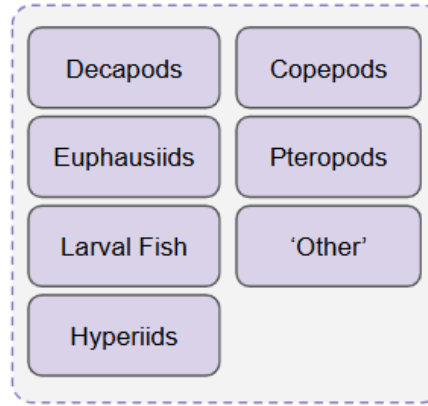 Decapods
Copepods
Euphausiids
Pteropods
Larval Fish
‘Other’
Hyperiids